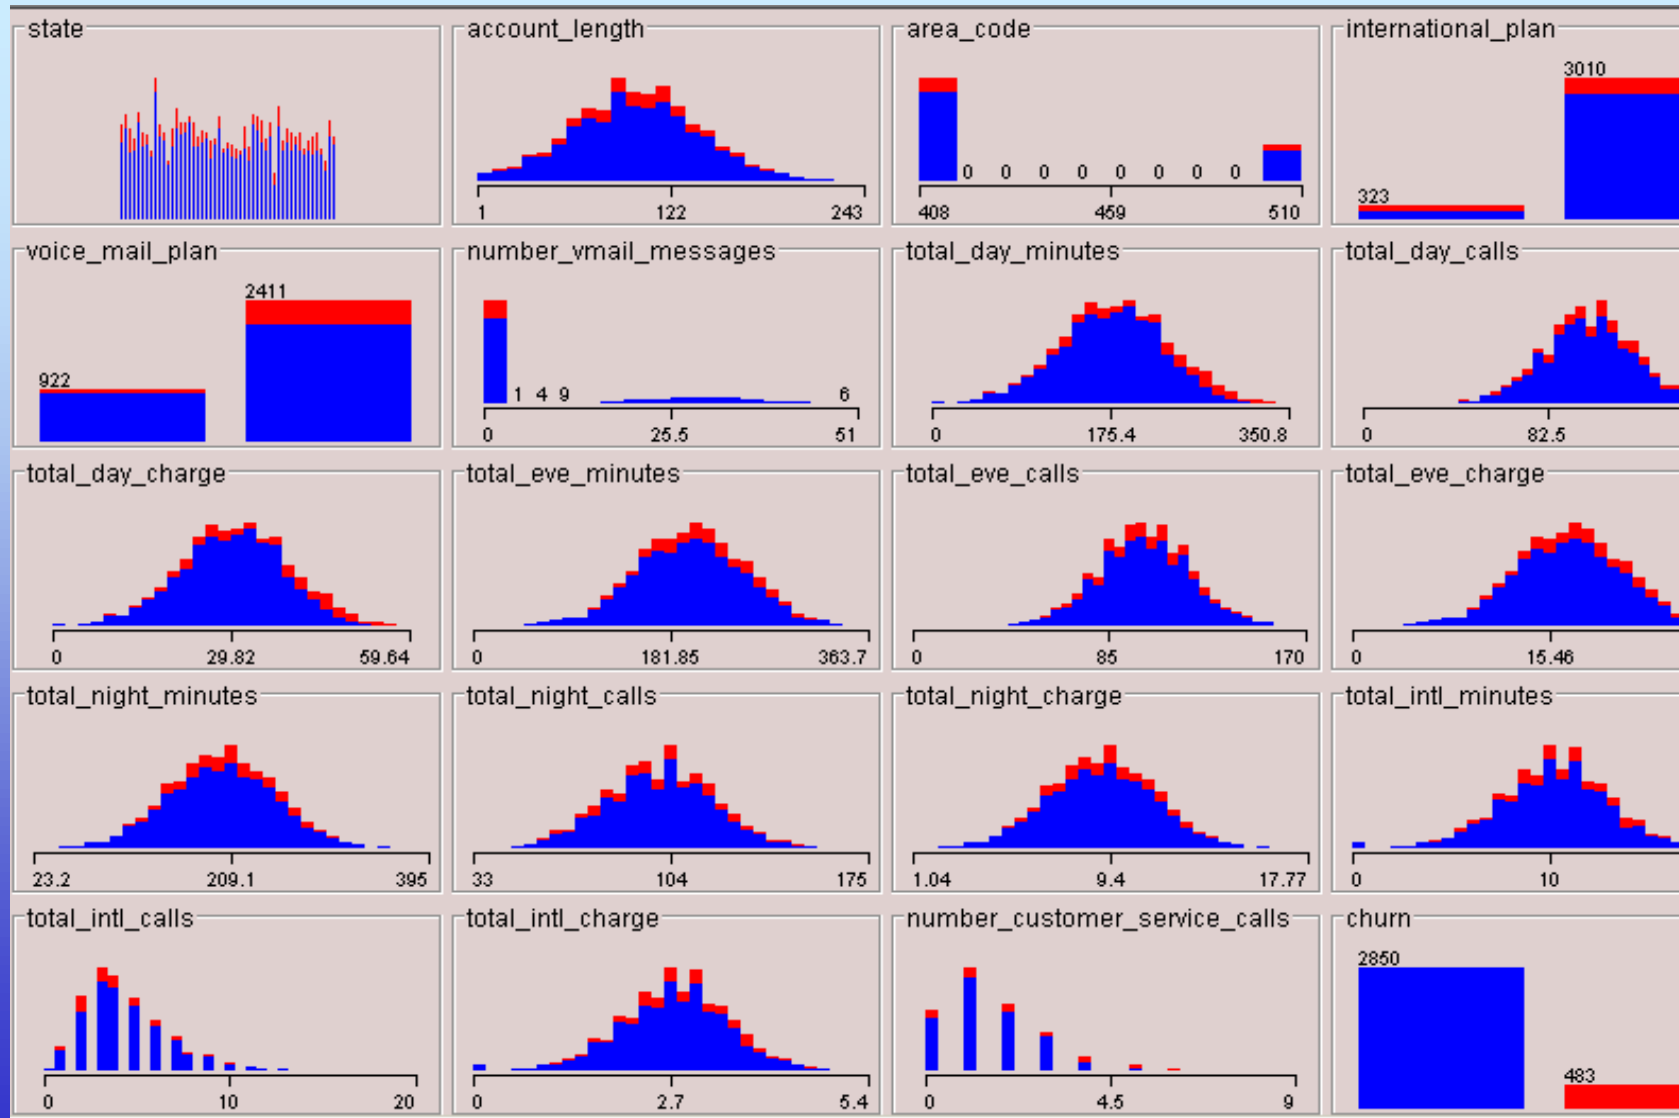 state
account_length
1 122 243
area_code
0 0 0 0 0 0 0 0
408 459 510
international_plan
3010
323
voice_mail_plan
2411
922
number_vmail_messages
1 4 9 6
0 25.5 51
total_day_minutes
0 175.4 350.8
total_day_calls
0 82.5
total_day_charge
0 29.82 59.64
total_eve_minutes
0 181.85 363.7
total_eve_calls
0 85 170
total_eve_charge
0 15.46
total_night_minutes
23.2 209.1 395
total_night_calls
33 104 175
total_night_charge
1.04 9.4 17.77
total_intl_minutes
0 10
total_intl_calls
0 10 20
total_intl_charge
0 2.7 5.4
number_customer_service_calls
0 4.5 9
churn
2850
483